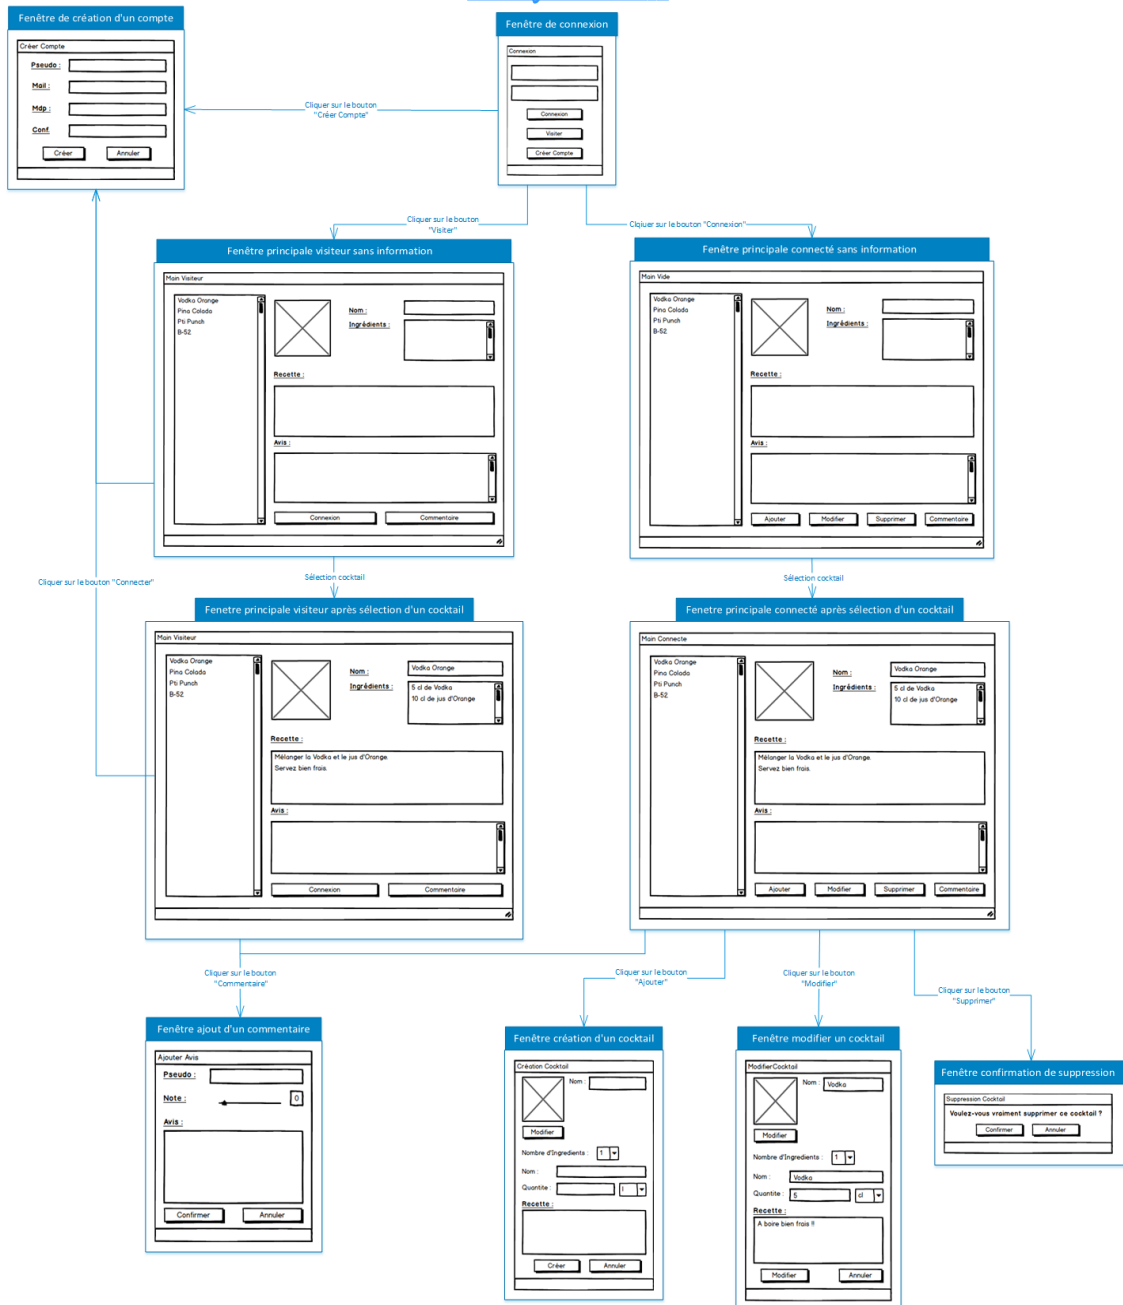 Fenêtre de création d'un compte
Créer Compte
Pseudo :
Mail :
Mdp :
Conf.
Créer
Annuler
Fenêtre de connexion
Connexion
Connexion
Visiter
Créer Compte
Cliquer sur le bouton
"Créer Compte"
Cliquer sur le bouton
"Visiter"
Clqiuer sur le bouton "Connexion"
Fenêtre principale visiteur sans information
Main Visiteur
Vodka Orange
Pina Colada
Pti Punch
B-52
Nom :
Ingrédients :
Recette :
Avis :
Connexion
Commentaire
Fenêtre principale connecté sans information
Main Vide
Vodka Orange
Pina Colada
Pti Punch
B-52
Nom :
Ingrédients :
Recette :
Avis :
Ajouter
Modifier
Supprimer
Commentaire
Cliquer sur le bouton "Connecter"
Sélection cocktail
Sélection cocktail
Fenetre principale visiteur après sélection d'un cocktail
Main Visiteur
Vodka Orange
Pina Colada
Pti Punch
B-52
Nom :
Vodka Orange
Ingrédients :
5 cl de Vodka
10 cl de jus d'Orange
Recette :
Mélanger la Vodka et le jus d'Orange.
Servez bien frais.
Avis :
Connexion
Commentaire
Fenetre principale connecté après sélection d'un cocktail
Main Connecte
Vodka Orange
Pina Colada
Pti Punch
B-52
Nom :
Vodka Orange
Ingrédients :
5 cl de Vodka
10 cl de jus d'Orange
Recette :
Mélanger la Vodka et le jus d'Orange.
Servez bien frais.
Avis :
Ajouter
Modifier
Supprimer
Commentaire
Cliquer sur le bouton
"Commentaire"
Cliquer sur le bouton
"Ajouter"
Cliquer sur le bouton
"Modifier"
Cliquer sur le bouton
"Supprimer"
Fenêtre ajout d'un commentaire
Ajouter Avis
Pseudo :
Note :
0
Avis :
Confirmer
Annuler
Fenêtre création d'un cocktail
Création Cocktail
Nom :
Modifier
Nombre d'Ingredients :
1
Nom :
Quantite :
l
Recette :
Créer
Annuler
Fenêtre modifier un cocktail
ModifierCocktail
Nom :
Vodka
Modifier
Nombre d'Ingredients :
1
Nom :
Vodka
Quantite :
5
cl
Recette :
A boire bien frais !!
Modifier
Annuler
Fenêtre confirmation de suppression
Suppression Cocktail
Voulez-vous vraiment supprimer ce cocktail ?
Confirmer
Annuler